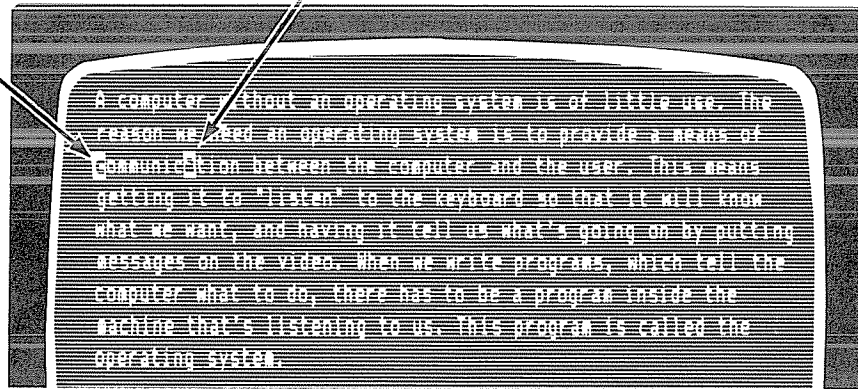 A computer without an operating system is of little use. The
reason we need an operating system is to provide a means of
communication between the computer and the user. This means
getting it to "listen" to the keyboard so that it will know
what we want, and having it tell us what's going on by putting
messages on the video. When we write programs, which tell the
computer what to do, there has to be a program inside the
machine that's listening to us. This program is called the
operating system.